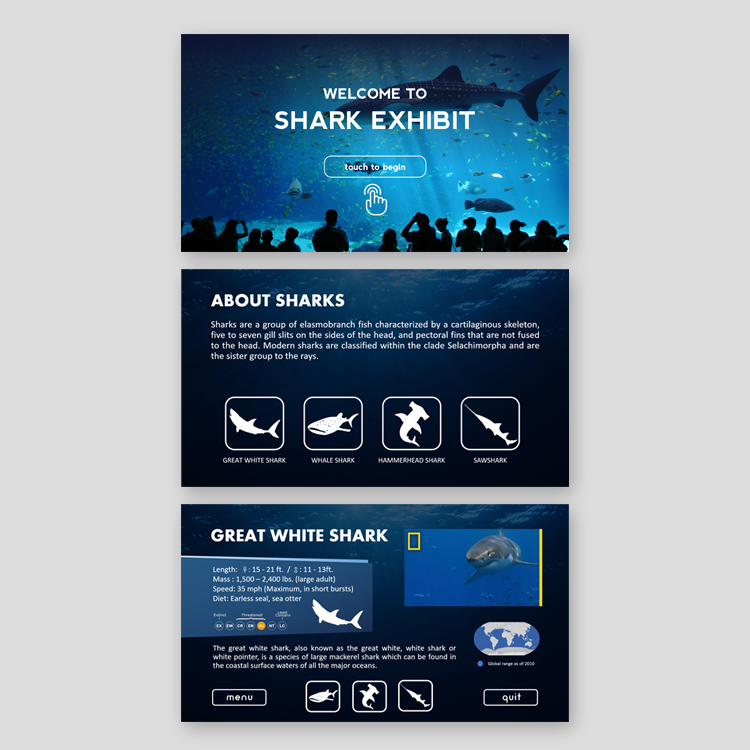 WELCOME TO
SHARK EXHIBIT
touch to begin
ABOUT SHARKS
Sharks are a group of elasmobranch fish characterized by a cartilaginous skeleton,
five to seven gill slits on the sides of the head, and pectoral fins that are not fused
to the head. Modern sharks are classified within the clade Selachimorpha and are
the sister group to the rays.
GREAT WHITE SHARK
WHALE SHARK
HAMMERHEAD SHARK
SAWSHARK
GREAT WHITE SHARK
Length: ♀: 15 - 21 ft. / ♂: 11 - 13ft.
Mass : 1,500 – 2,400 lbs. (large adult)
Speed: 35 mph (Maximum, in short bursts)
Diet: Earless seal, sea otter
Extinct
Threatened
Least Concern
EX EW CR EN VU NT LC
The great white shark, also known as the great white, white shark or
white pointer, is a species of large mackerel shark which can be found in
the coastal surface waters of all the major oceans.
Global range as of 2010
menu
quit